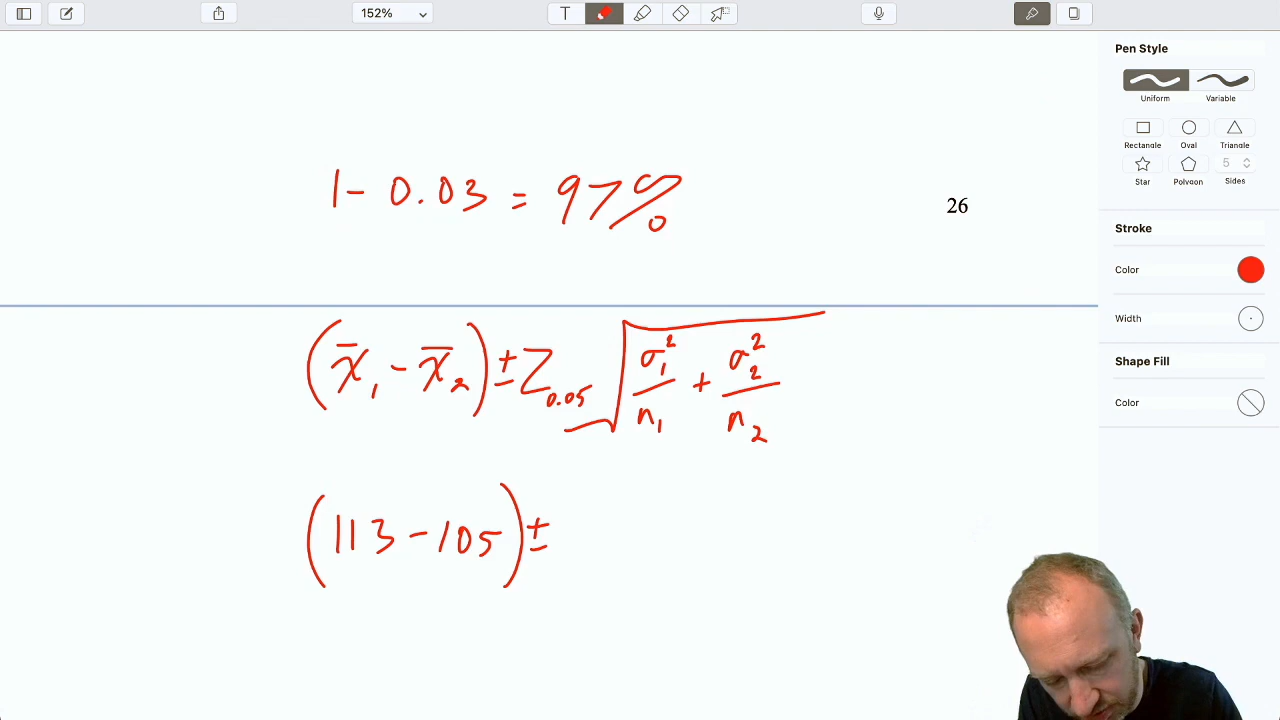 152%
T
Pen Style
Uniform
Variable
Rectangle
Oval
Triangle
Star
Polygon
5
Sides
Stroke
Color
Width
Shape Fill
Color
1 - 0.03 = 97%
26
(x̄₁ - x̄₂) ± Z₀.₀₅ √(σ₁²/n₁ + σ₂²/n₂)
(113 - 105) ±